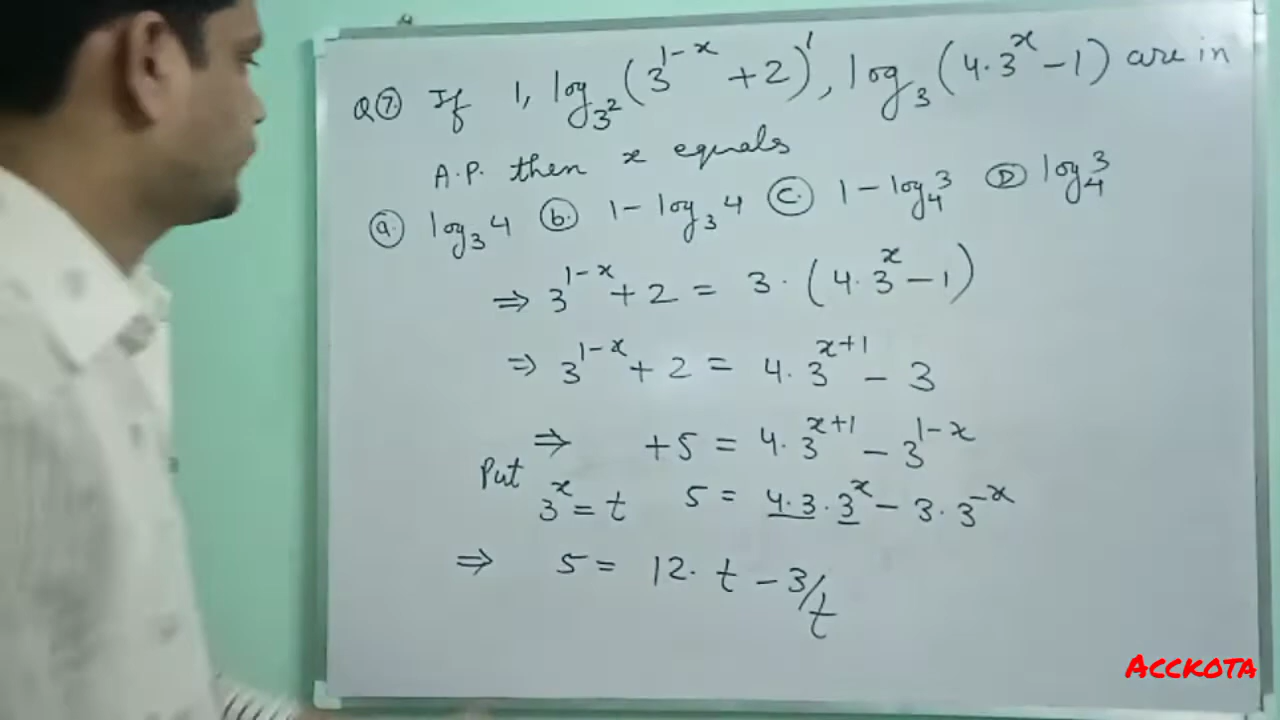 Q⑦ If 1, log_{3^2}(3^{1-x} + 2)^1, log_3(4·3^x - 1) are in
A.P. then x equals
ⓐ log_3 4 ⓑ 1 - log_3 4 Ⓒ 1 - log_4 3 Ⓓ log_4 3
⇒ 3^{1-x} + 2 = 3·(4·3^x - 1)
⇒ 3^{1-x} + 2 = 4·3^{x+1} - 3
⇒ +5 = 4·3^{x+1} - 3^{1-x}
Put 3^x = t 5 = 4·3·3^x - 3·3^{-x}
⇒ 5 = 12·t - 3/t
ACCKOTA